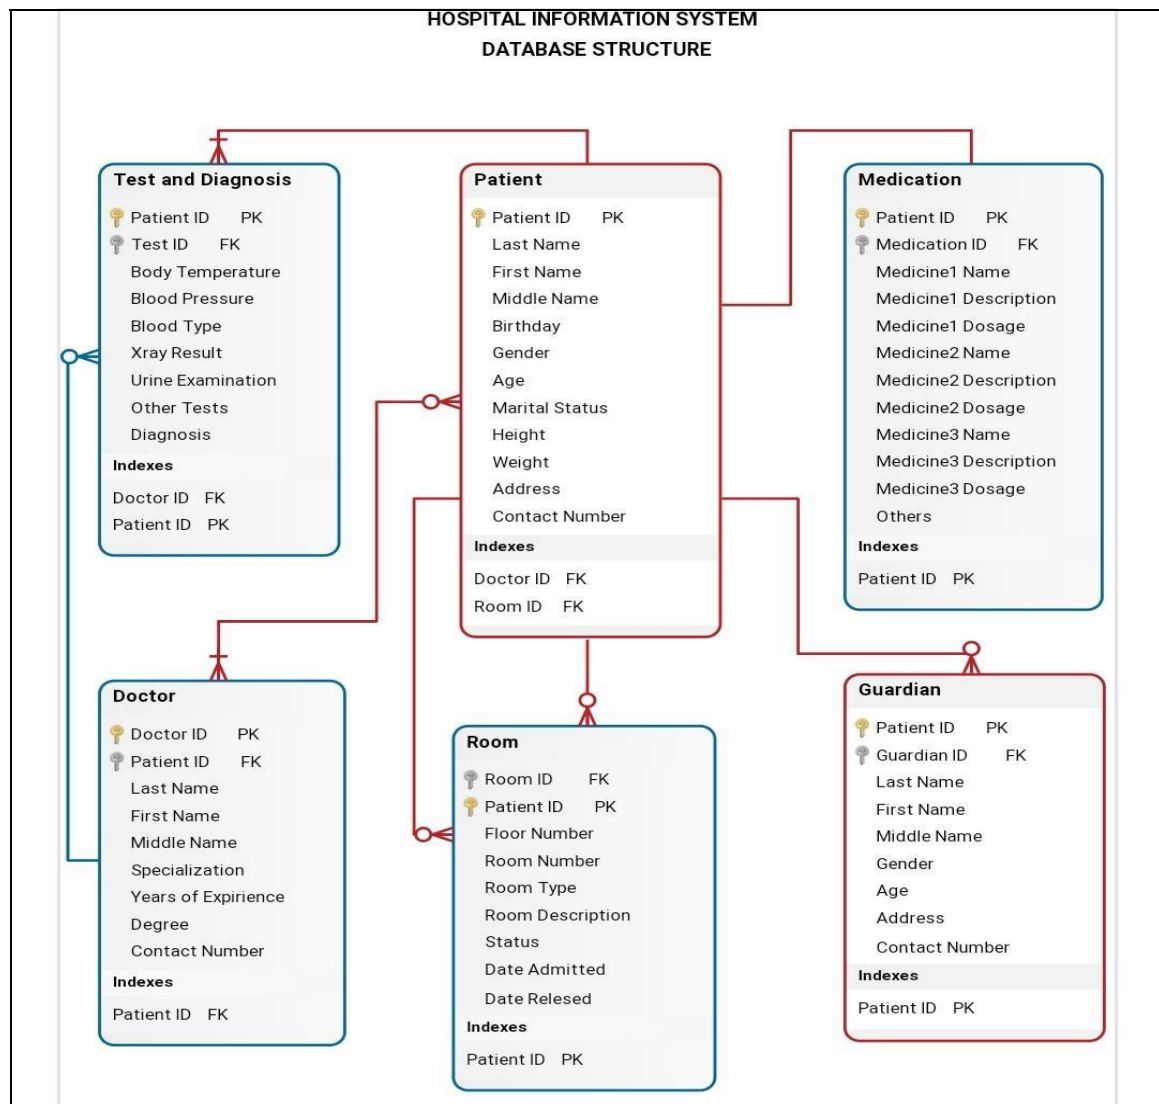 HOSPITAL INFORMATION SYSTEM
DATABASE STRUCTURE
Test and Diagnosis
Patient ID PK
Test ID FK
Body Temperature
Blood Pressure
Blood Type
Xray Result
Urine Examination
Other Tests
Diagnosis
Indexes
Doctor ID FK
Patient ID PK
Patient
Patient ID PK
Last Name
First Name
Middle Name
Birthday
Gender
Age
Marital Status
Height
Weight
Address
Contact Number
Indexes
Doctor ID FK
Room ID FK
Medication
Patient ID PK
Medication ID FK
Medicine1 Name
Medicine1 Description
Medicine1 Dosage
Medicine2 Name
Medicine2 Description
Medicine2 Dosage
Medicine3 Name
Medicine3 Description
Medicine3 Dosage
Others
Indexes
Patient ID PK
Doctor
Doctor ID PK
Patient ID FK
Last Name
First Name
Middle Name
Specialization
Years of Expirience
Degree
Contact Number
Indexes
Patient ID FK
Room
Room ID FK
Patient ID PK
Floor Number
Room Number
Room Type
Room Description
Status
Date Admitted
Date Relesed
Indexes
Patient ID PK
Guardian
Patient ID PK
Guardian ID FK
Last Name
First Name
Middle Name
Gender
Age
Address
Contact Number
Indexes
Patient ID PK